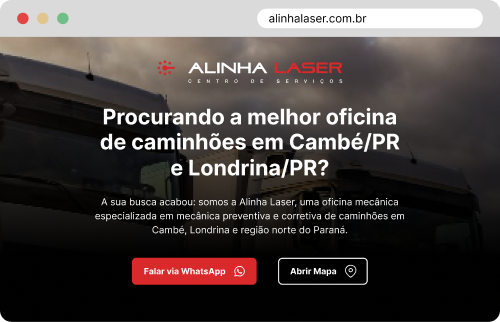 alinhalaser.com.br
ALINHA LASER
CENTRO DE SERVIÇOS
Procurando a melhor oficina
de caminhões em Cambé/PR
e Londrina/PR?
A sua busca acabou: somos a Alinha Laser, uma oficina mecânica
especializada em mecânica preventiva e corretiva de caminhões em
Cambé, Londrina e região norte do Paraná.
Falar via WhatsApp
Abrir Mapa